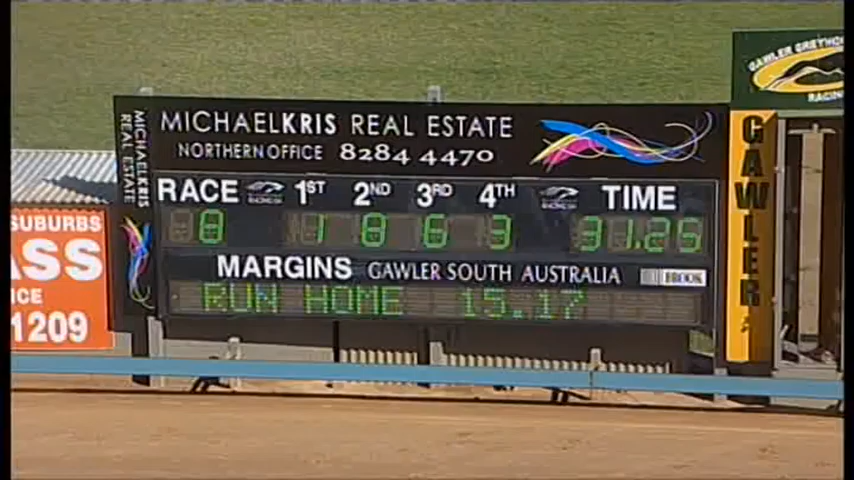 MICHAELKRIS REAL ESTATE
NORTHERN OFFICE 8284 4470
MICHAELKRIS
REAL ESTATE
RACE 1ST 2ND 3RD 4TH TIME
8 1 8 6 3 31.25
MARGINS GAWLER SOUTH AUSTRALIA
RUN HOME 15.17
SUBURBS
ASS
ICE
1209
GAWLER GREYHO
RACING
GAWLER